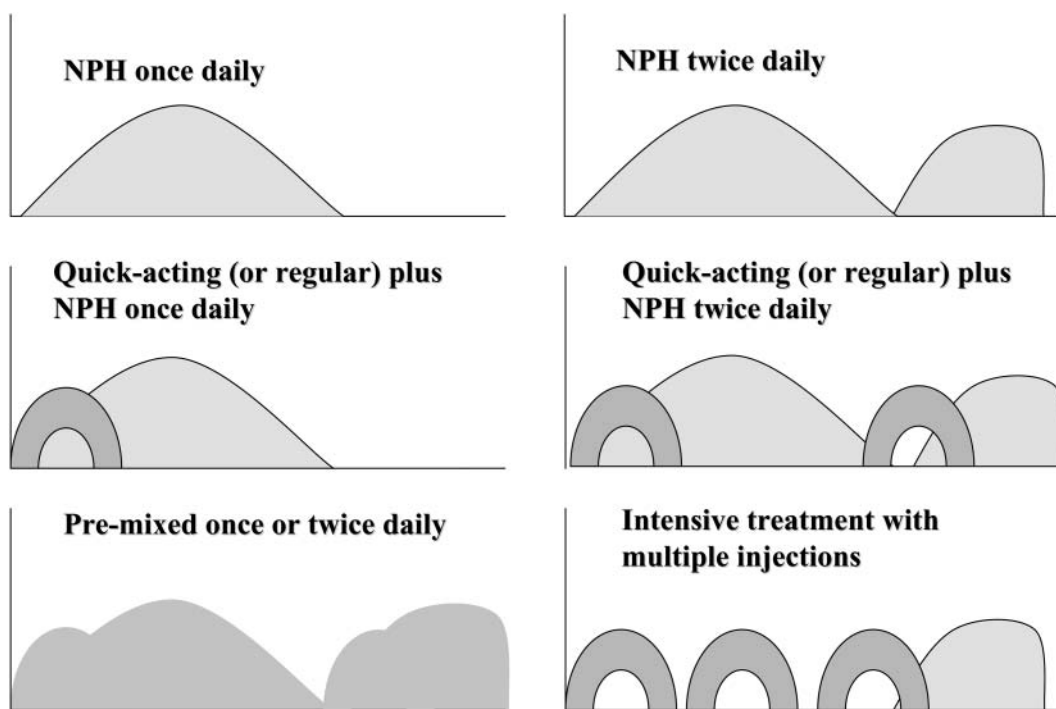 NPH once daily
NPH twice daily
Quick-acting (or regular) plus
NPH once daily
Quick-acting (or regular) plus
NPH twice daily
Pre-mixed once or twice daily
Intensive treatment with
multiple injections